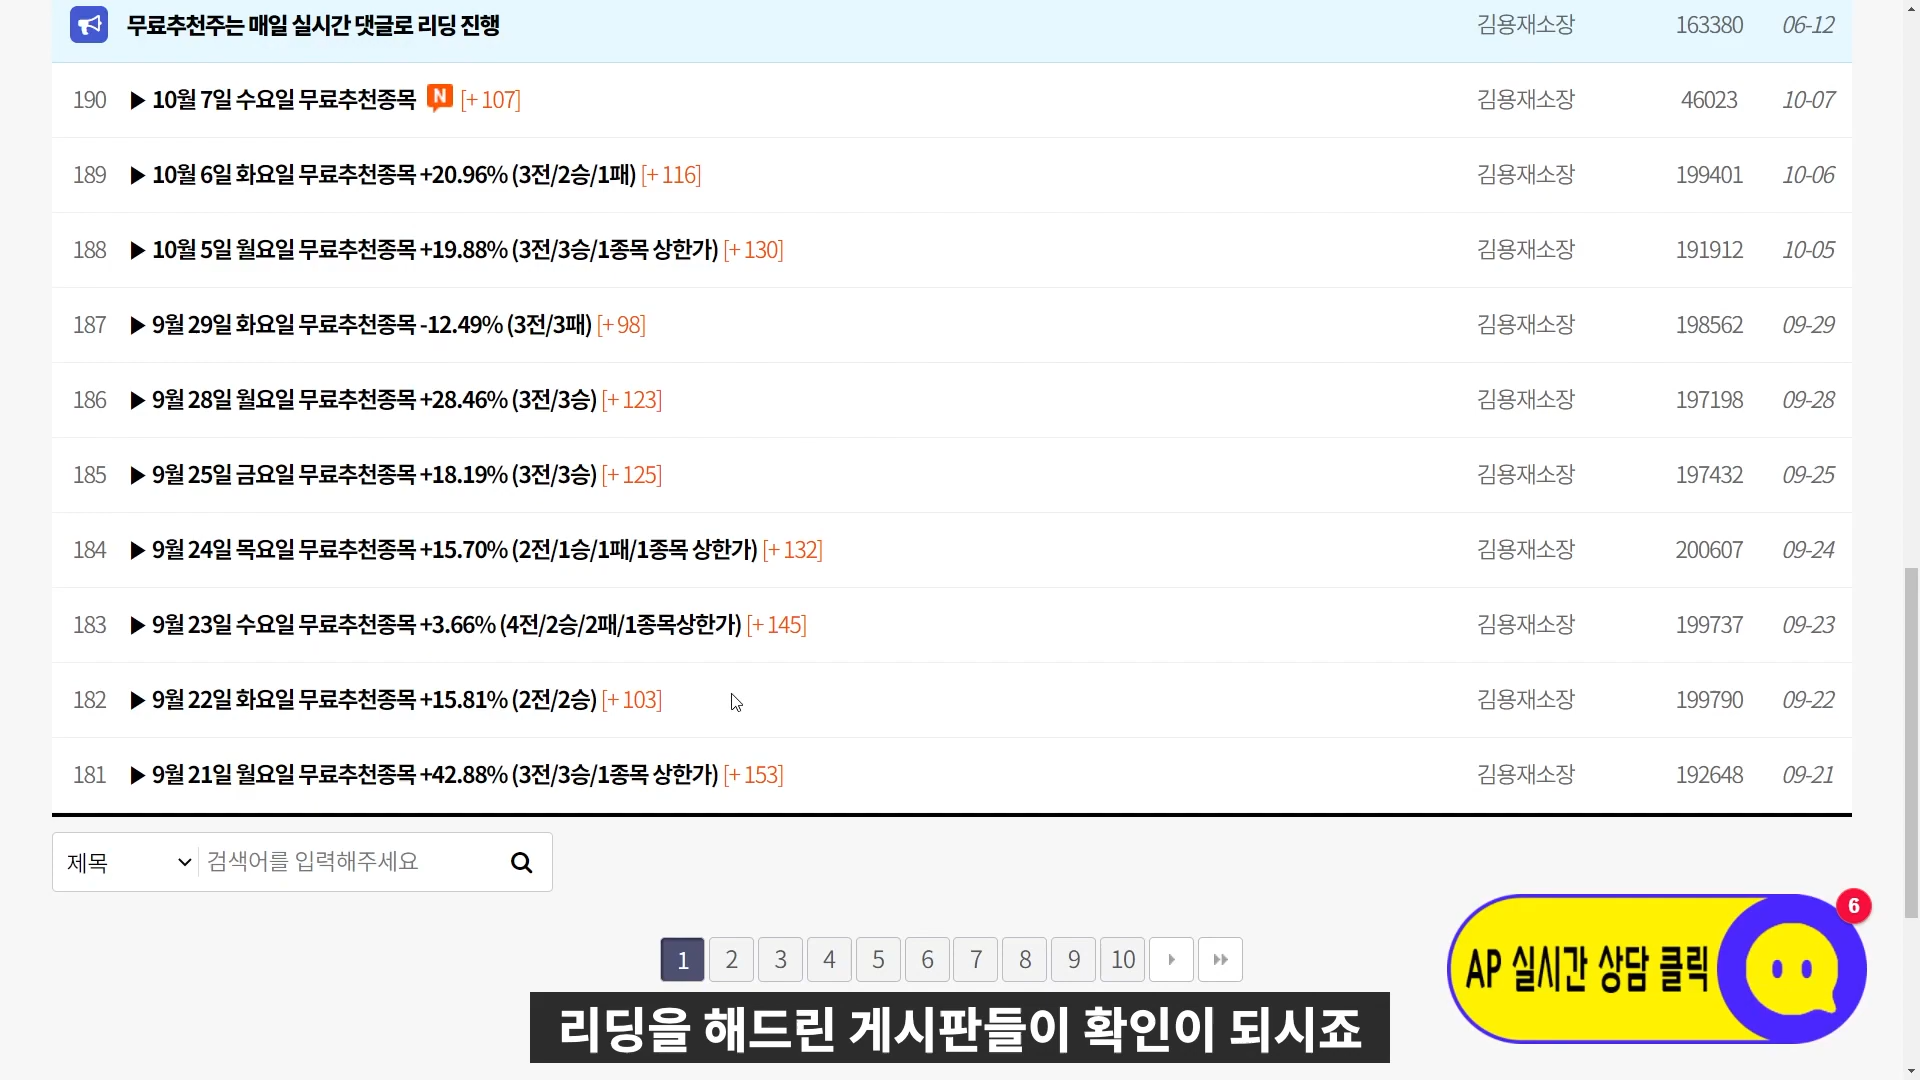 무료추천주는 매일 실시간 댓글로 리딩 진행 김용재소장 163380 06-12
190 ▶ 10월 7일 수요일 무료추천종목 N [+ 107] 김용재소장 46023 10-07
189 ▶ 10월 6일 화요일 무료추천종목 +20.96% (3전/2승/1패) [+ 116] 김용재소장 199401 10-06
188 ▶ 10월 5일 월요일 무료추천종목 +19.88% (3전/3승/1종목 상한가) [+ 130] 김용재소장 191912 10-05
187 ▶ 9월 29일 화요일 무료추천종목 -12.49% (3전/3패) [+ 98] 김용재소장 198562 09-29
186 ▶ 9월 28일 월요일 무료추천종목 +28.46% (3전/3승) [+ 123] 김용재소장 197198 09-28
185 ▶ 9월 25일 금요일 무료추천종목 +18.19% (3전/3승) [+ 125] 김용재소장 197432 09-25
184 ▶ 9월 24일 목요일 무료추천종목 +15.70% (2전/1승/1패/1종목 상한가) [+ 132] 김용재소장 200607 09-24
183 ▶ 9월 23일 수요일 무료추천종목 +3.66% (4전/2승/2패/1종목상한가) [+ 145] 김용재소장 199737 09-23
182 ▶ 9월 22일 화요일 무료추천종목 +15.81% (2전/2승) [+ 103] 김용재소장 199790 09-22
181 ▶ 9월 21일 월요일 무료추천종목 +42.88% (3전/3승/1종목 상한가) [+ 153] 김용재소장 192648 09-21
제목 검색어를 입력해주세요
6
AP 실시간 상담 클릭
1 2 3 4 5 6 7 8 9 10
리딩을 해드린 게시판들이 확인이 되시죠